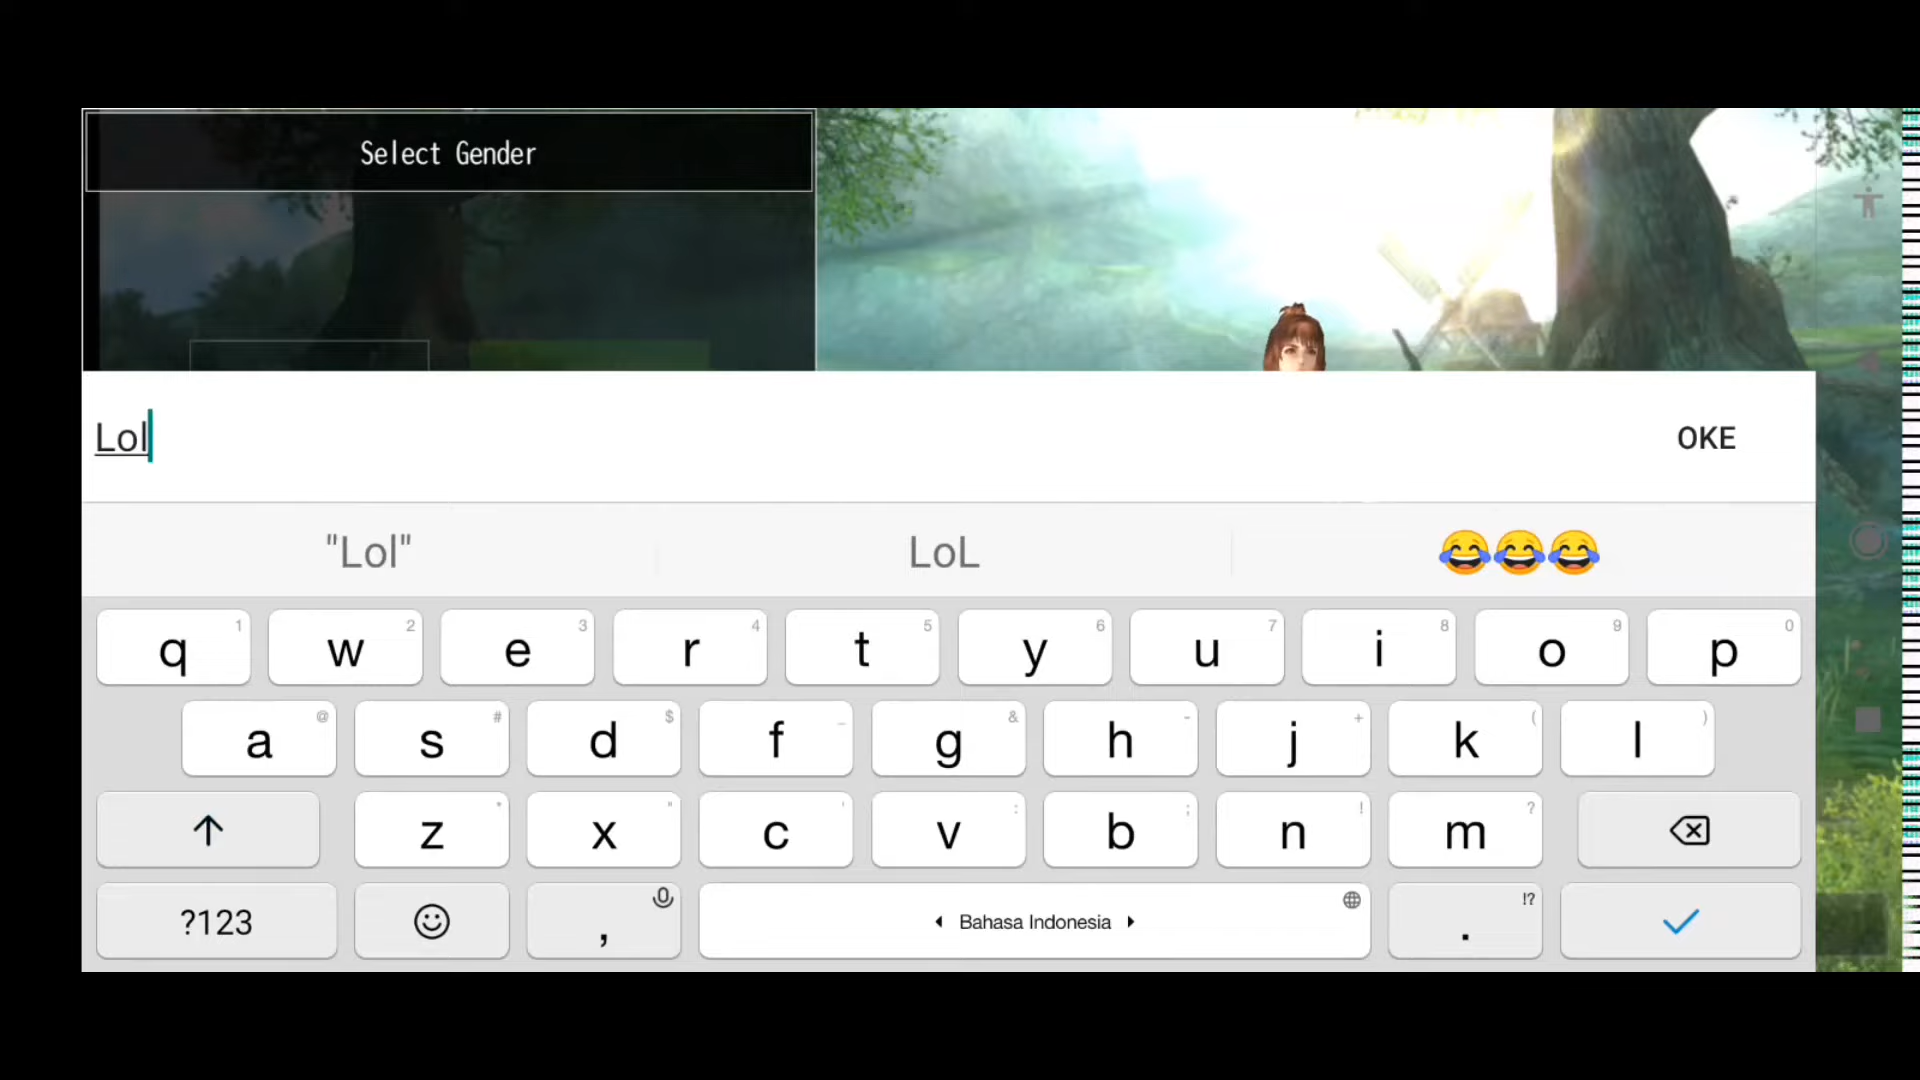 Select Gender
Lol OKE
"Lol" LoL 😂😂😂
q 1 w 2 e 3 r 4 t 5 y 6 u 7 i 8 o 9 p 0
a @ s # d $ f _ g & h - j + k ( l )
z * x " c ' v : b ; n ! m ?
?123 , Bahasa Indonesia . !?